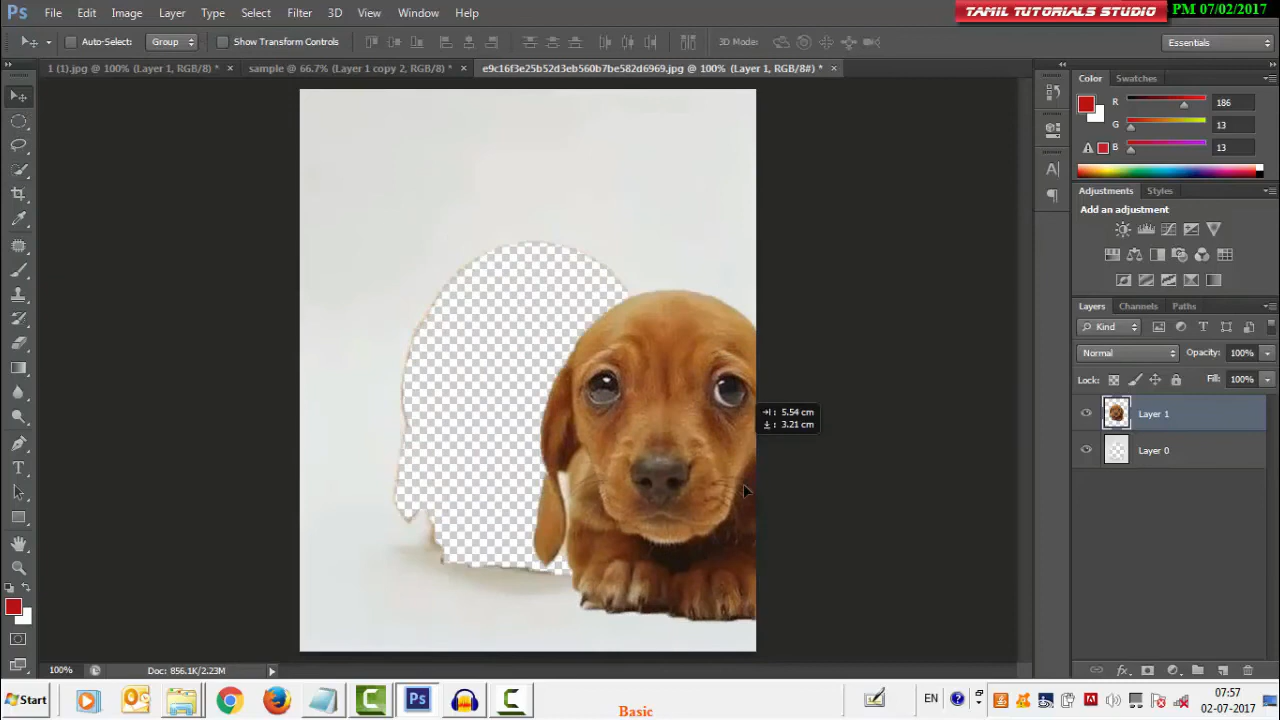 Ps File Edit Image Layer Type Select Filter 3D View Window Help
TAMIL TUTORIALS STUDIO PM 07/02/2017
Auto-Select: Group Show Transform Controls 3D Mode: Essentials
1 (1).jpg @ 100% (Layer 1, RGB/8) * × sample @ 66.7% (Layer 1 copy 2, RGB/8) * × e9c16f3e25b52d3eb560b7be582d6969.jpg @ 100% (Layer 1, RGB/8#) * ×
Color Swatches
R 186
G 13
B 13
Adjustments Styles
Add an adjustment
Layers Channels Paths
Kind
Normal Opacity: 100%
Lock: Fill: 100%
Layer 1
Layer 0
5.54 cm
3.21 cm
100% Doc: 856.1K/2.23M
Start Ps EN 07:57
02-07-2017
Basic